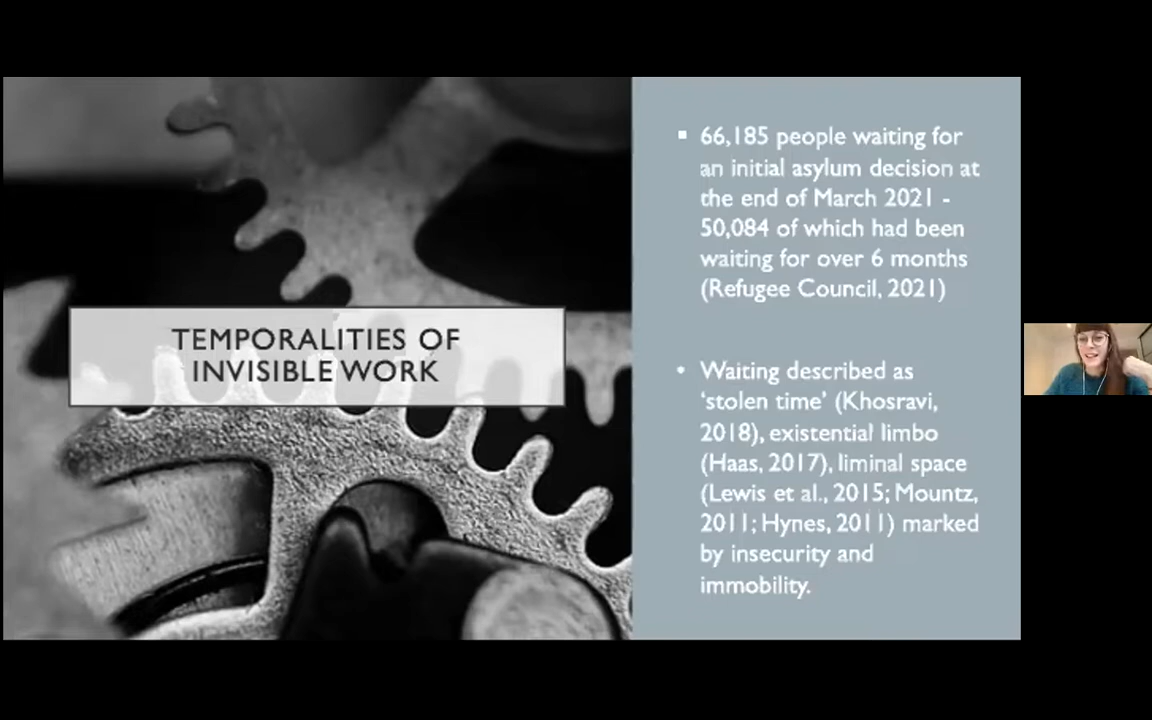 TEMPORALITIES OF
INVISIBLE WORK
▪ 66,185 people waiting for
an initial asylum decision at
the end of March 2021 -
50,084 of which had been
waiting for over 6 months
(Refugee Council, 2021)
• Waiting described as
‘stolen time’ (Khosravi,
2018), existential limbo
(Haas, 2017), liminal space
(Lewis et al., 2015; Mountz,
2011; Hynes, 2011) marked
by insecurity and
immobility.